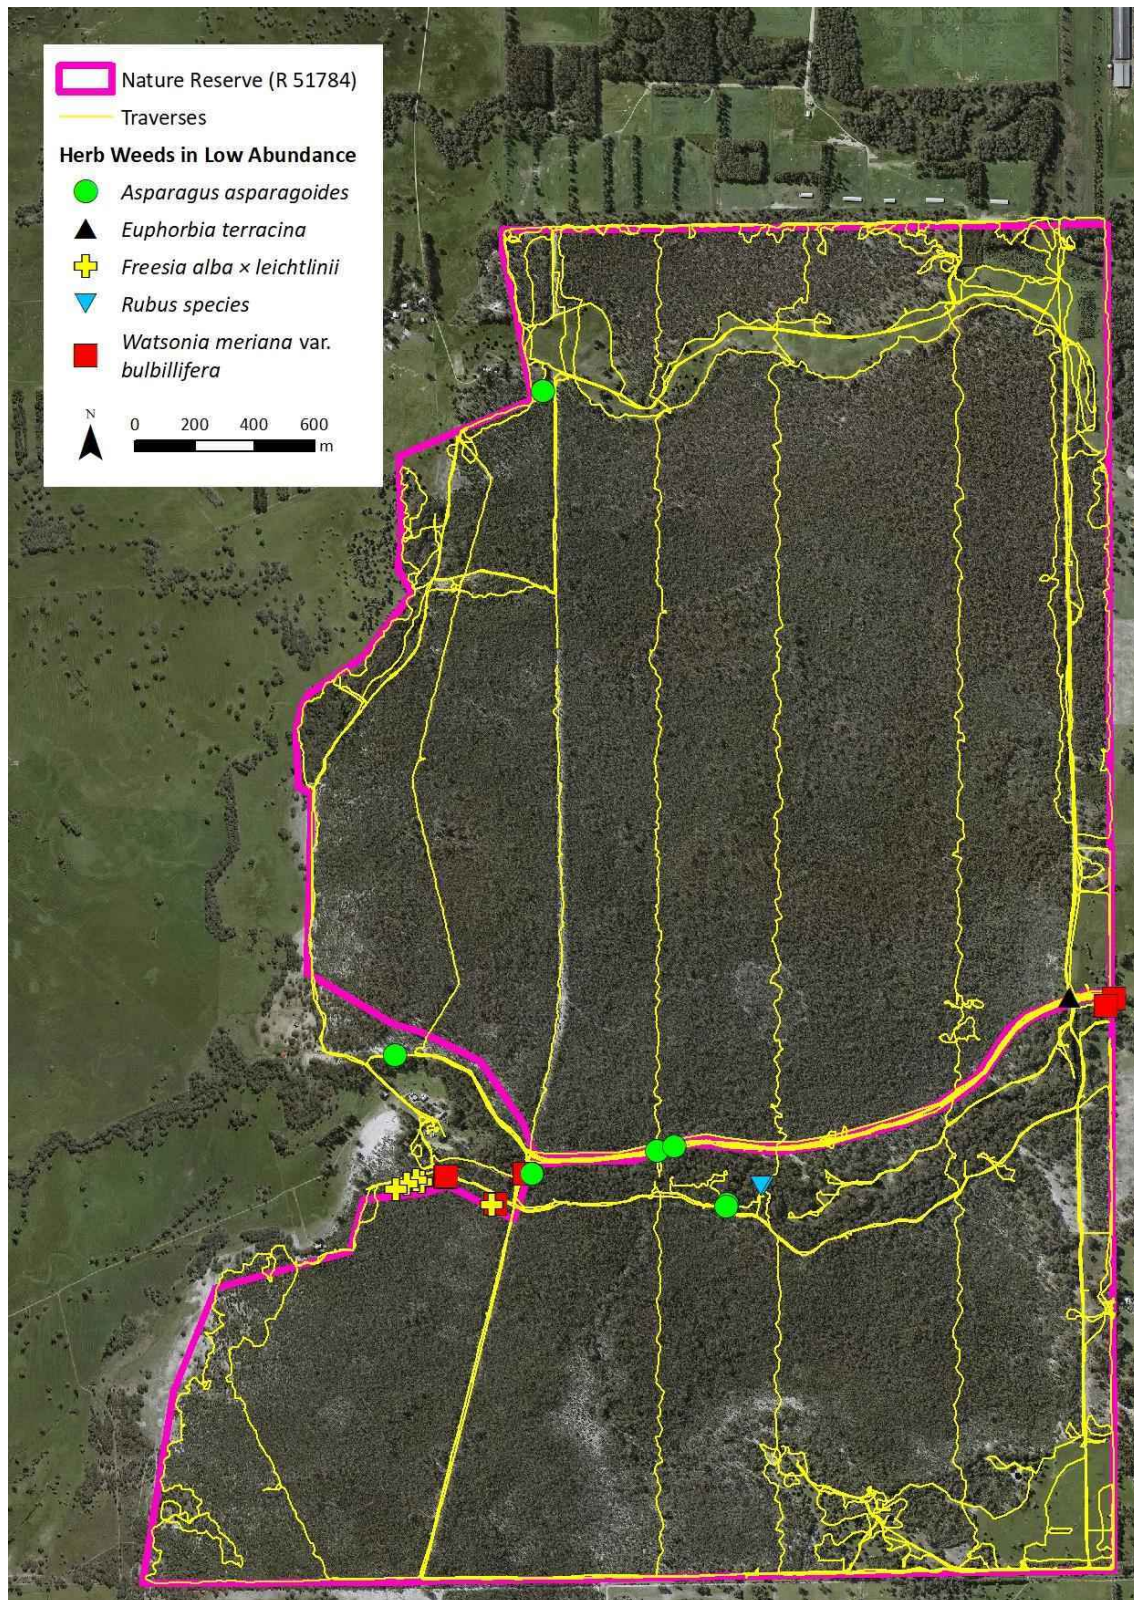 Nature Reserve (R 51784)
Traverses
Herb Weeds in Low Abundance
Asparagus asparagoides
Euphorbia terracina
Freesia alba × leichtlinii
Rubus species
Watsonia meriana var.
bulbillifera
N
0 200 400 600
m